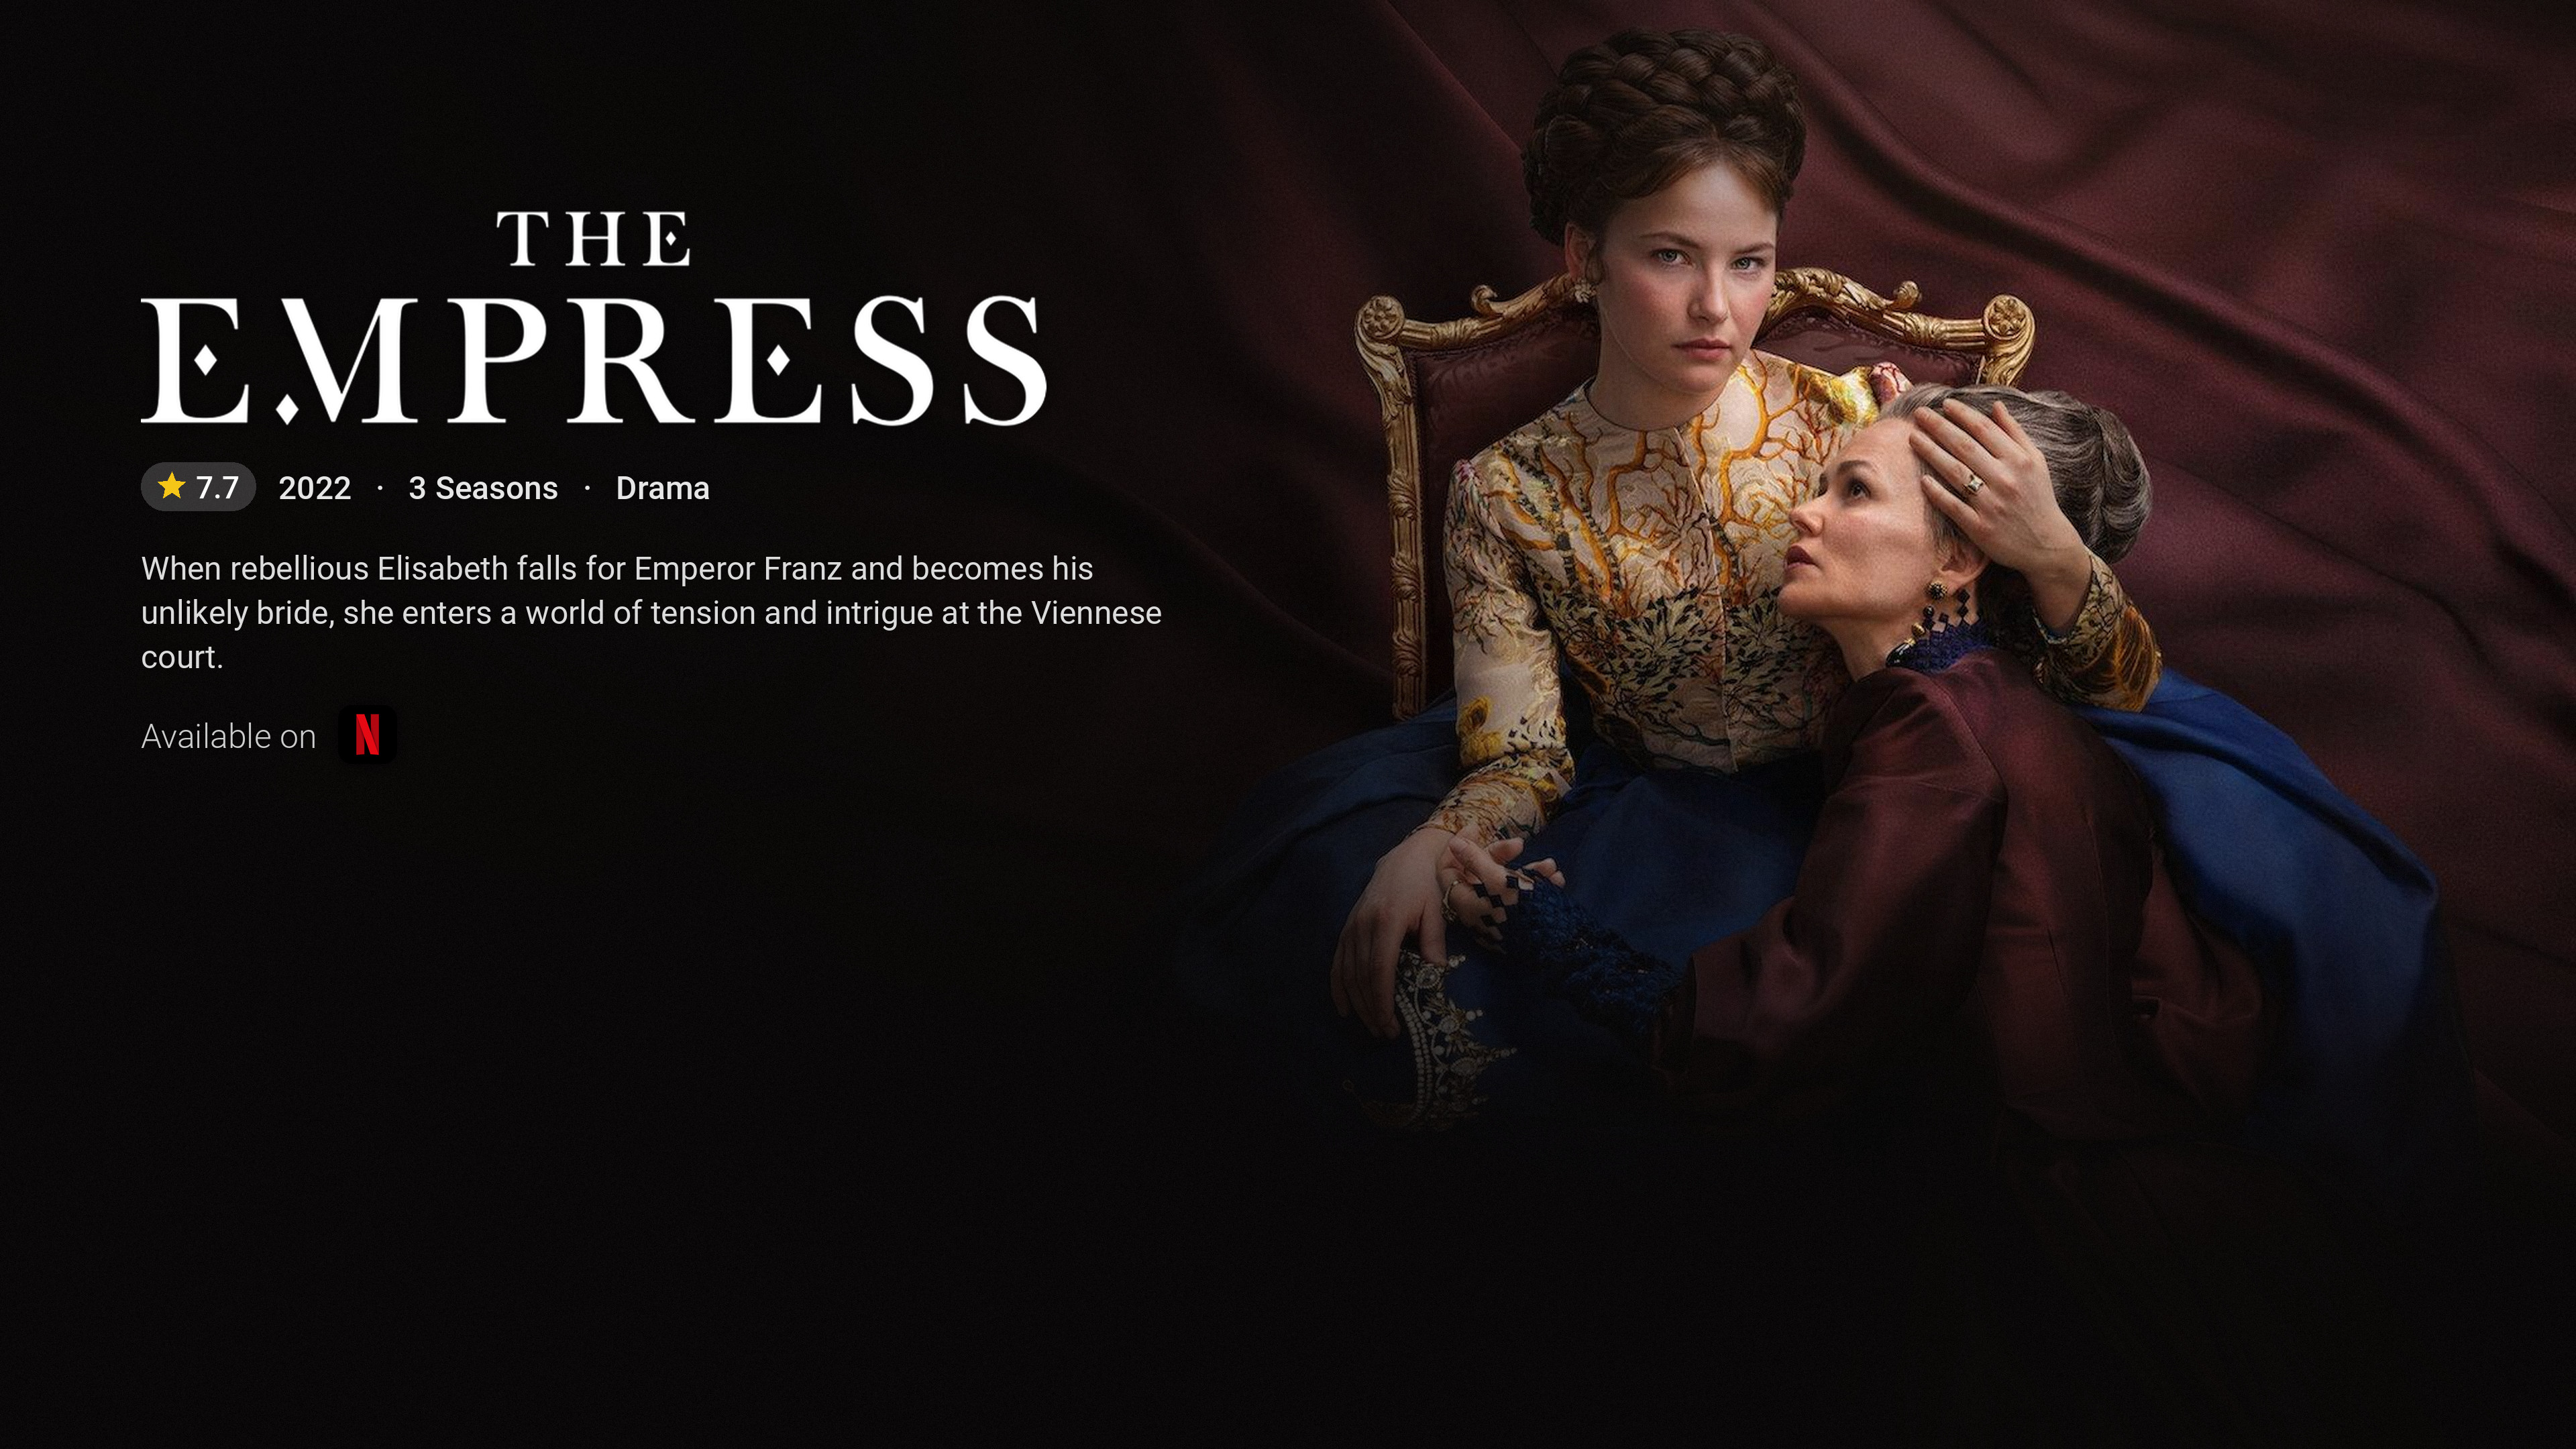 THE
EMPRESS
7.7 2022 · 3 Seasons · Drama
When rebellious Elisabeth falls for Emperor Franz and becomes his
unlikely bride, she enters a world of tension and intrigue at the Viennese
court.
Available on N